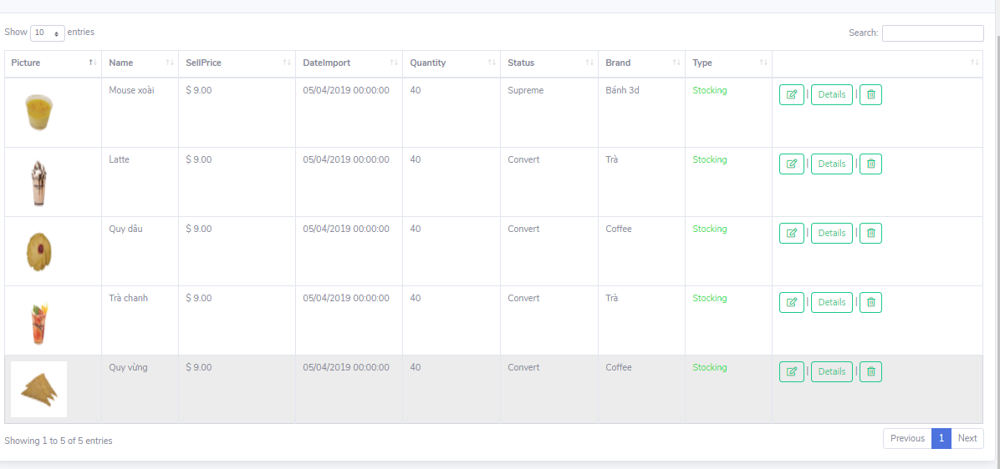 Show 10 entries Search:
Picture Name SellPrice DateImport Quantity Status Brand Type
Mouse xoài $ 9.00 05/04/2019 00:00:00 40 Supreme Bánh 3d Stocking | Details |
Latte $ 9.00 05/04/2019 00:00:00 40 Convert Trà Stocking | Details |
Quy dâu $ 9.00 05/04/2019 00:00:00 40 Convert Coffee Stocking | Details |
Trà chanh $ 9.00 05/04/2019 00:00:00 40 Convert Trà Stocking | Details |
Quy vừng $ 9.00 05/04/2019 00:00:00 40 Convert Coffee Stocking | Details |
Showing 1 to 5 of 5 entries Previous 1 Next